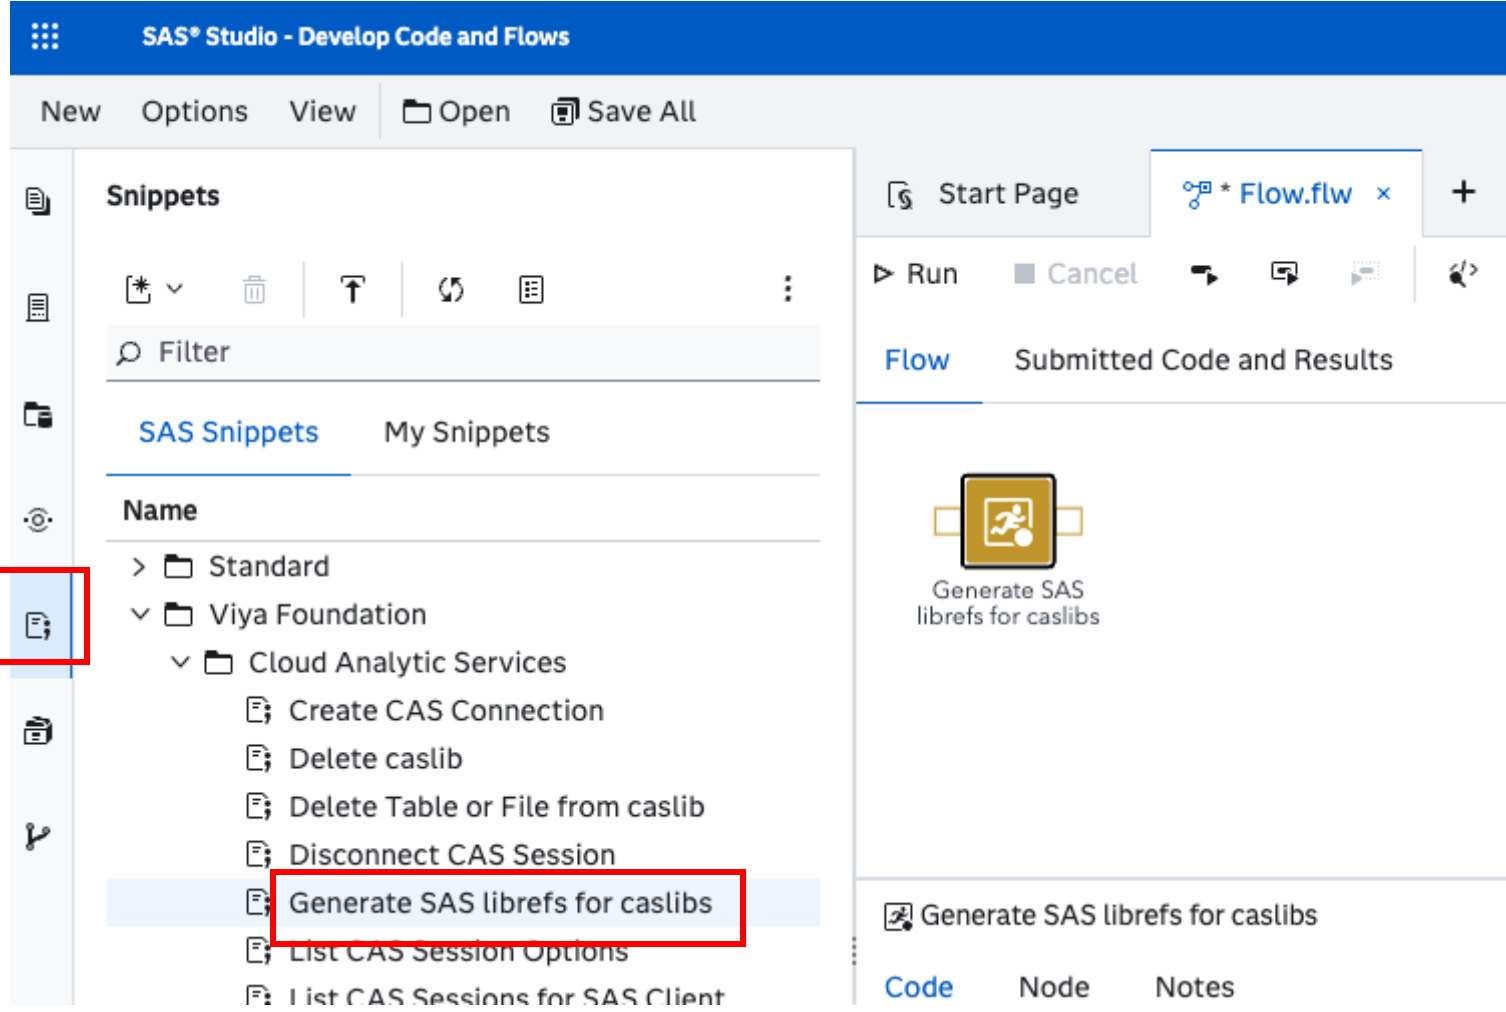 SAS® Studio - Develop Code and Flows
New Options View Open Save All
Snippets
Start Page
* Flow.flw ×
+
Run Cancel
Filter
Flow Submitted Code and Results
SAS Snippets My Snippets
Name
Standard
Viya Foundation
Cloud Analytic Services
Create CAS Connection
Delete caslib
Delete Table or File from caslib
Disconnect CAS Session
Generate SAS librefs for caslibs
List CAS Session Options
List CAS Sessions for SAS Client
Generate SAS
librefs for caslibs
Generate SAS librefs for caslibs
Code Node Notes